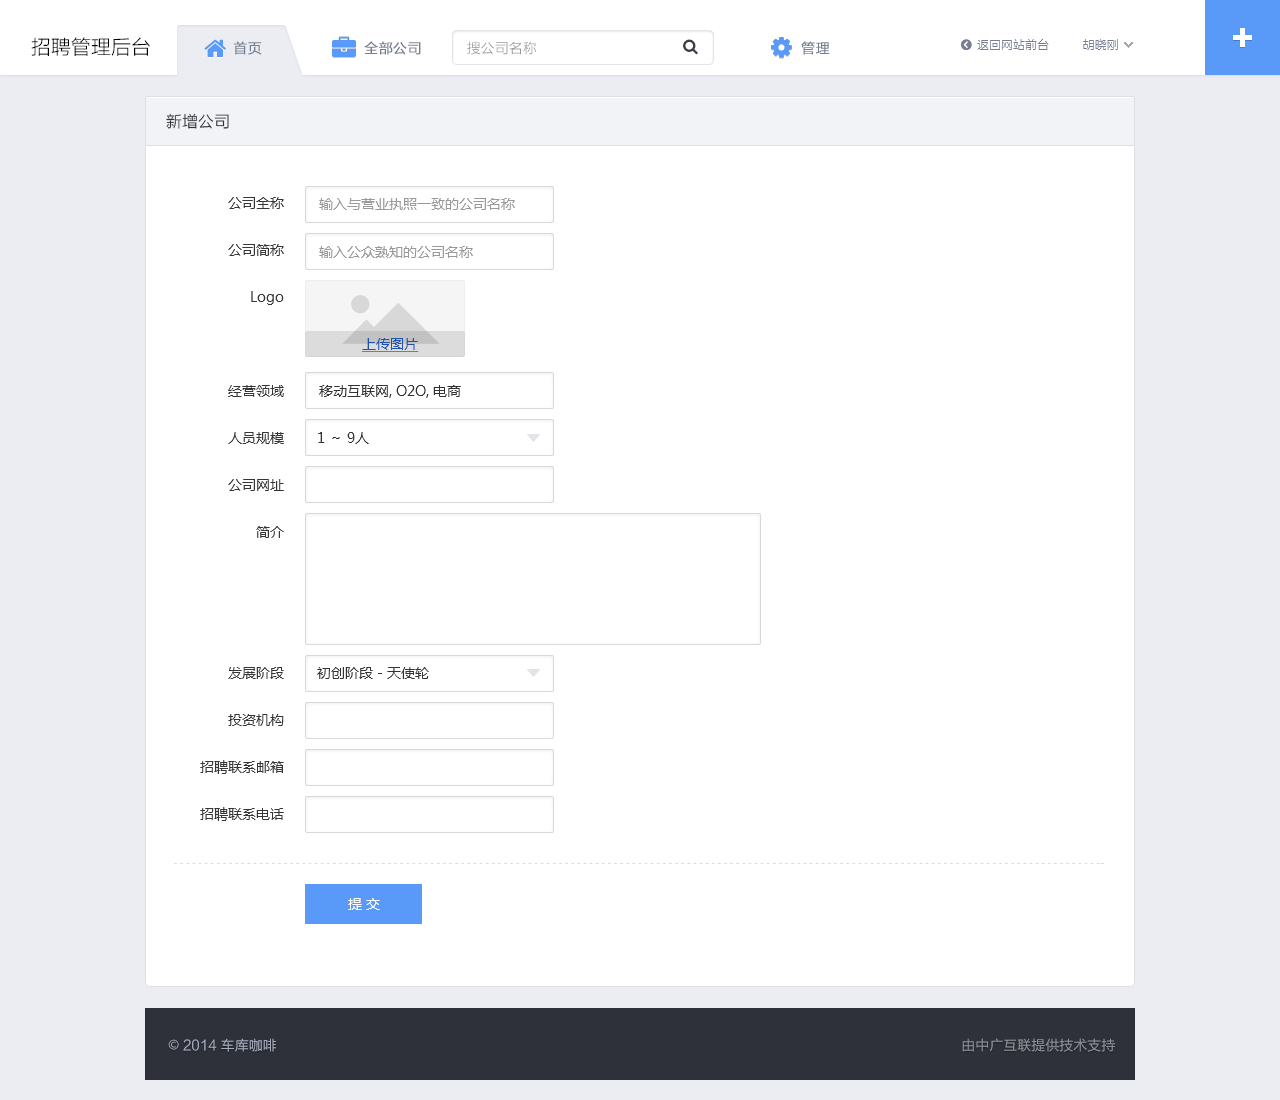 招聘管理后台
首页
全部公司
搜公司名称
管理
返回网站前台
胡晓刚
新增公司
公司全称
输入与营业执照一致的公司名称
公司简称
输入公众熟知的公司名称
Logo
上传图片
经营领域
移动互联网, O2O, 电商
人员规模
1 ~ 9人
公司网址
简介
发展阶段
初创阶段 - 天使轮
投资机构
招聘联系邮箱
招聘联系电话
提 交
© 2014 车库咖啡
由中广互联提供技术支持